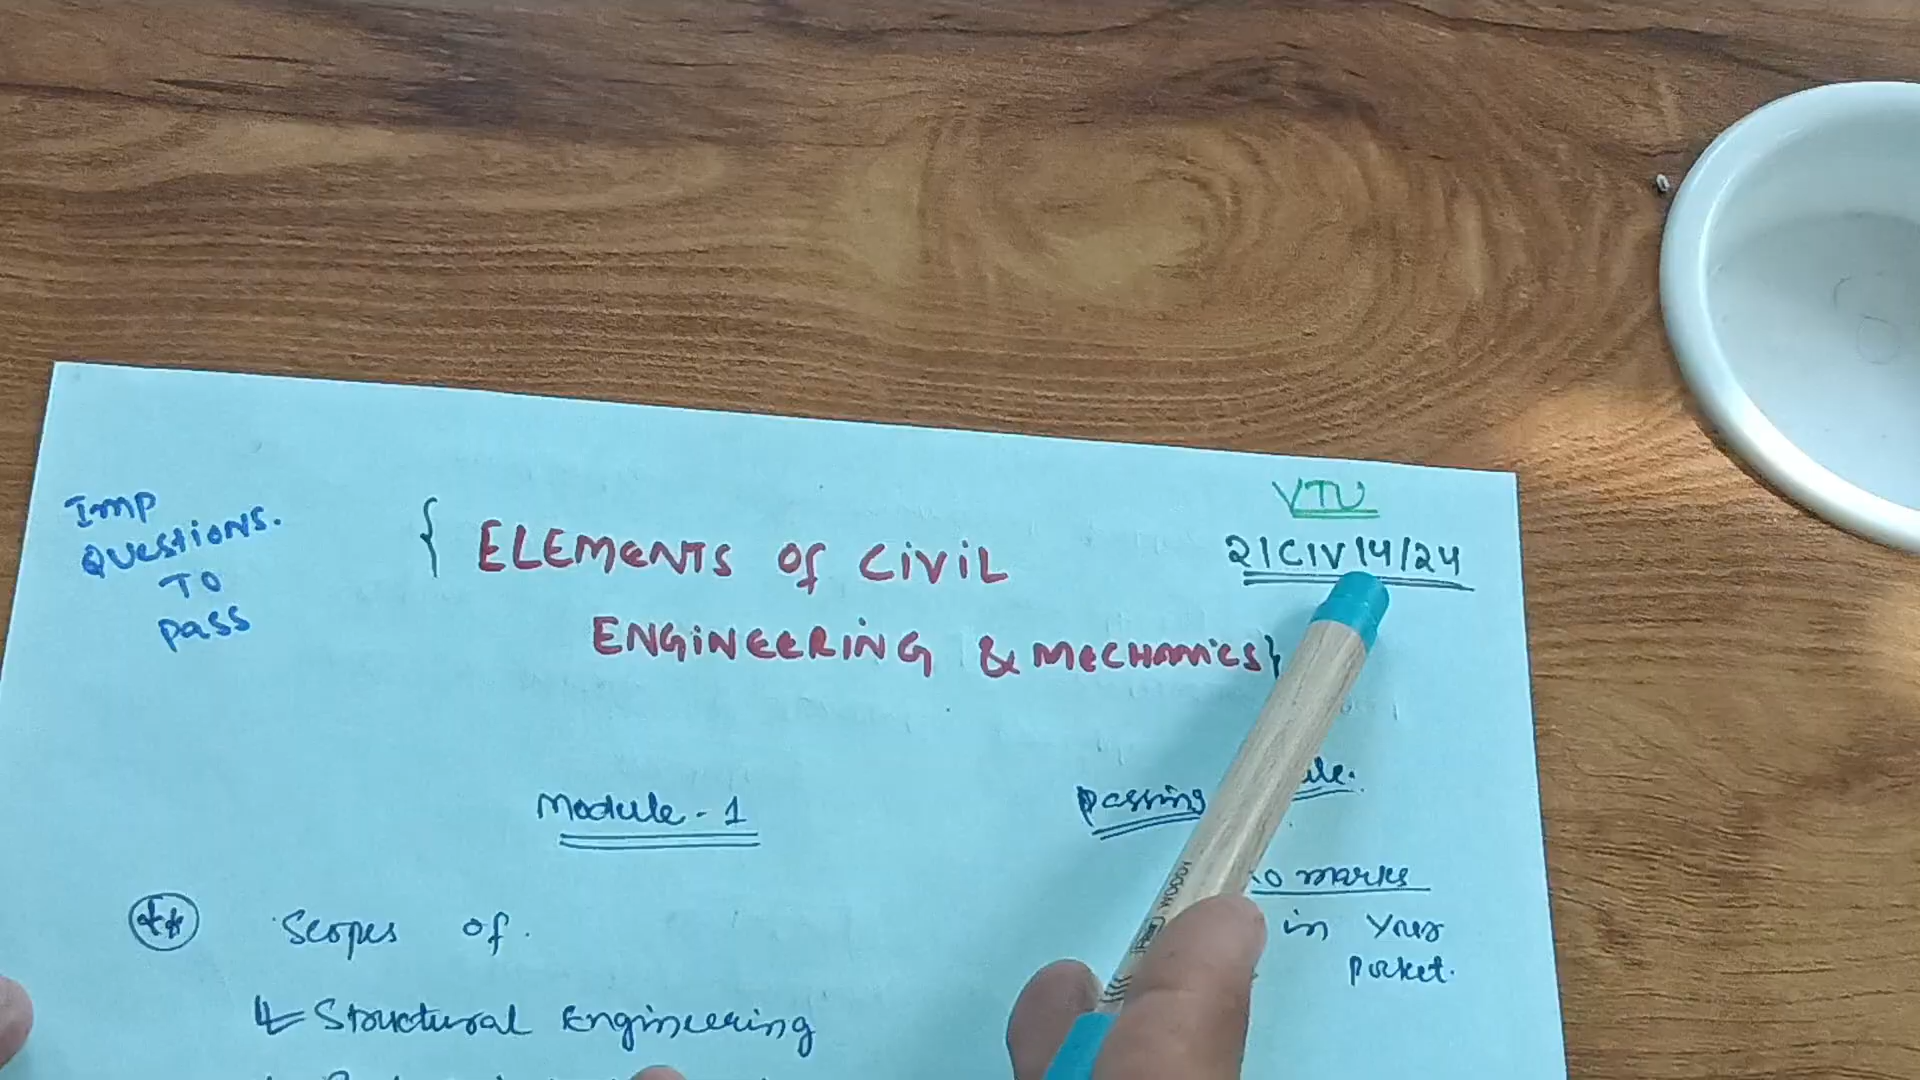 VTU
Imp
Questions.
To
pass
{ ELEMENTS OF CIVIL
ENGINEERING & MECHANICS}
21CIV14/24
Module - 1
passing
marks
in your
pocket.
** Scopes of.
Structural Engineering